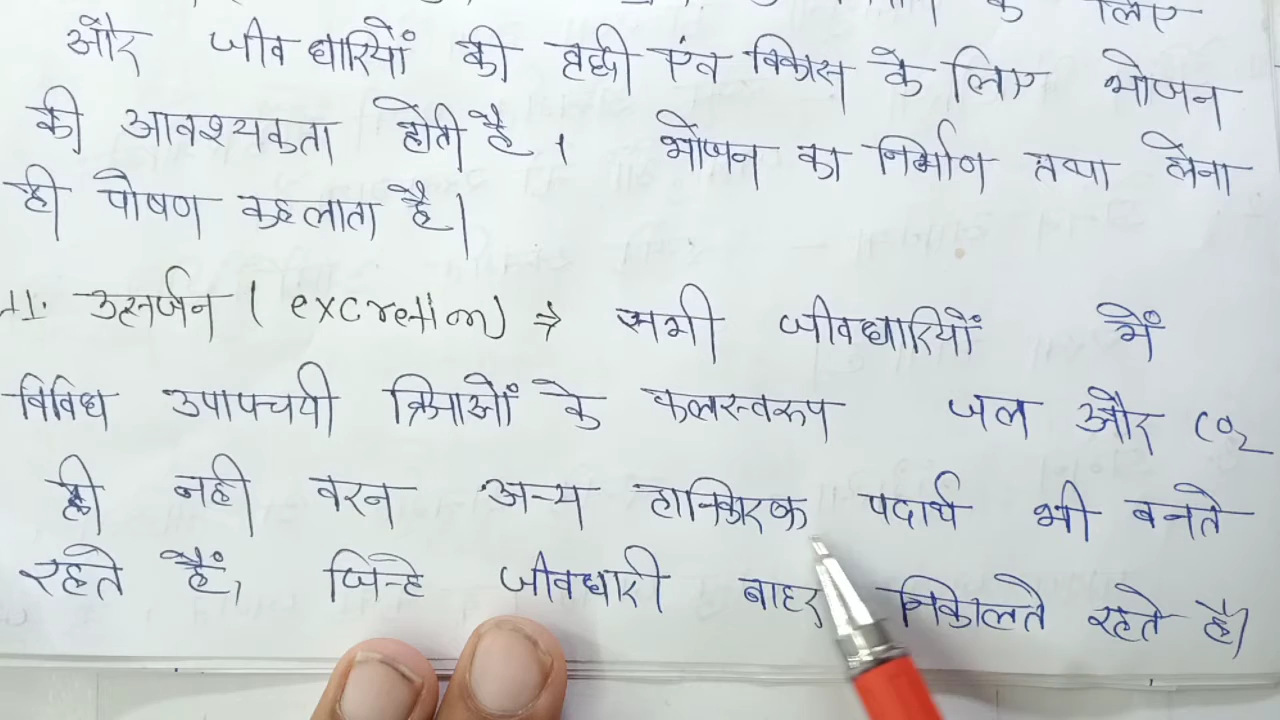 के लिए
और जीवधारियों की वृद्धी एंव विकास के लिए भोजन
की आवश्यकता होती है, भोजन का निर्माण तथा लेना
ही पोषण कहलाता है।
उत्सर्जन (excretion) ⇒ सभी जीवधारियों में
विविध उपापचयी क्रियाओं के फलस्वरूप जल और CO₂
ही नही वरन अन्य हानिकारक पदार्थ भी बनते
रहते हैं, जिन्हे जीवधारी बाहर निकालते रहते है।